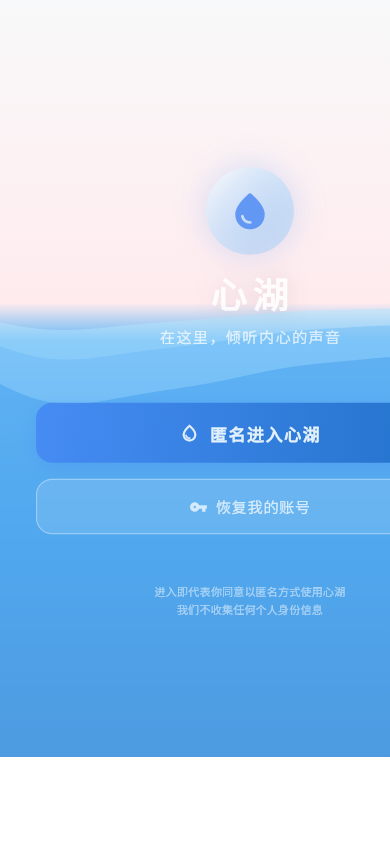 心湖
在这里，倾听内心的声音
匿名进入心湖
恢复我的账号
进入即代表你同意以匿名方式使用心湖
我们不收集任何个人身份信息